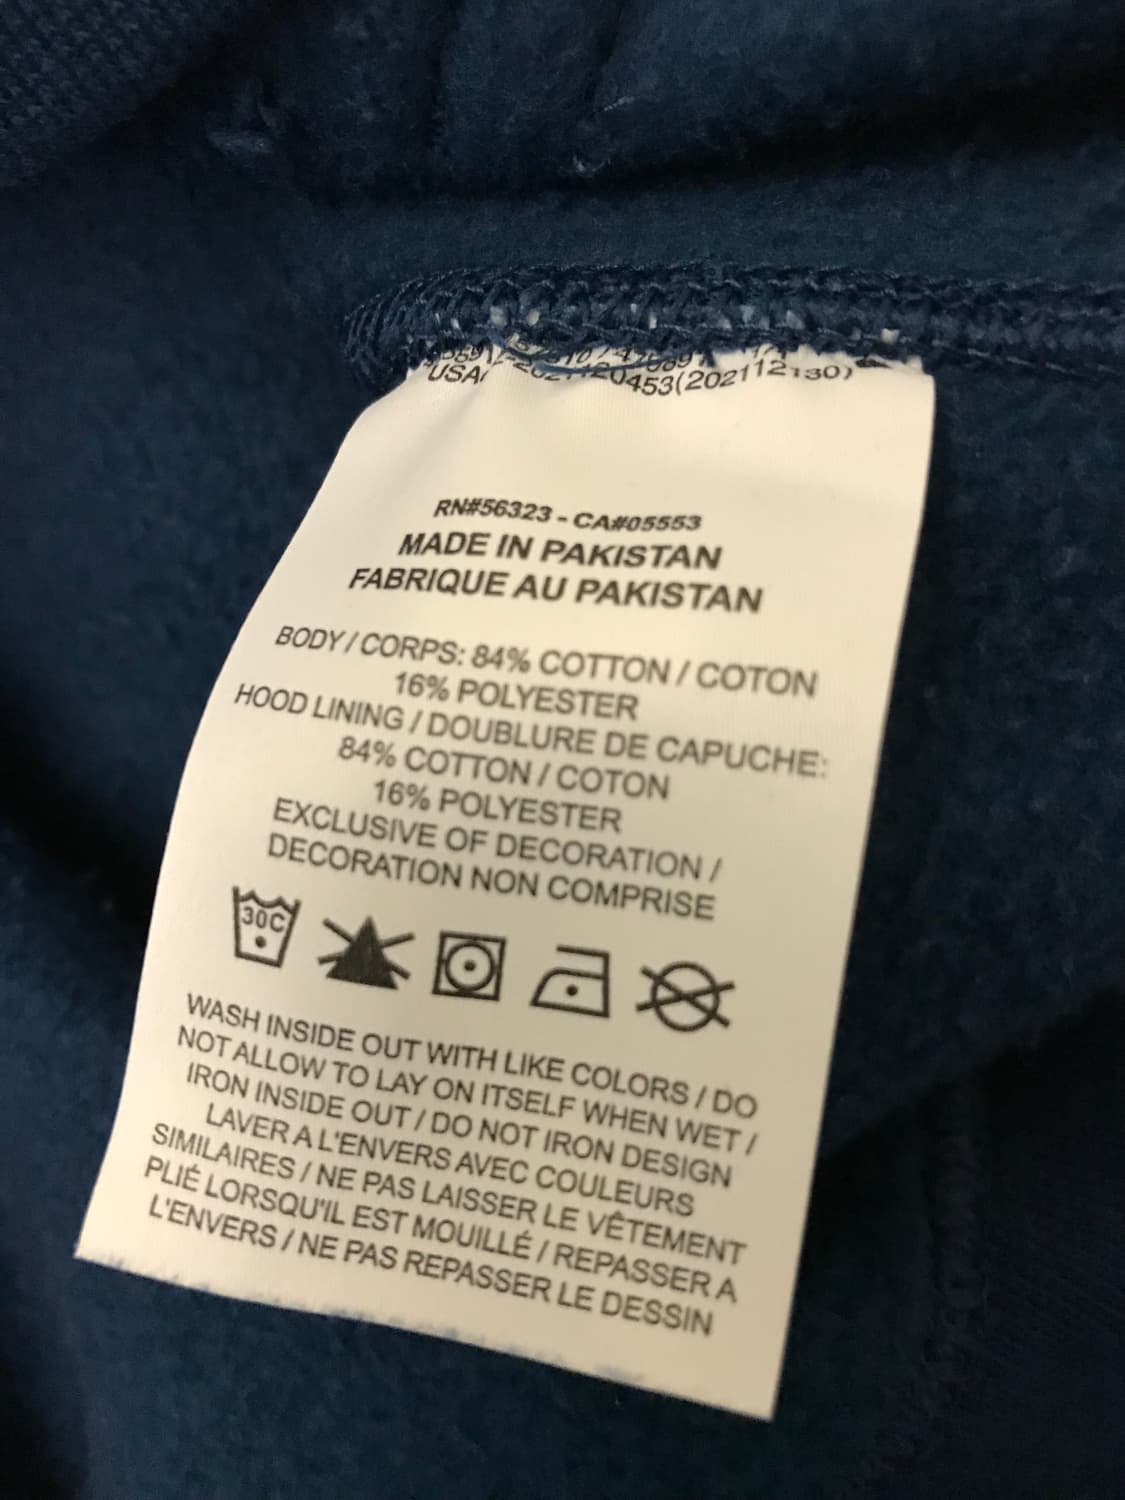 USA/
0453(202112130)
RN#56323 - CA#05553
MADE IN PAKISTAN
FABRIQUE AU PAKISTAN
BODY / CORPS: 84% COTTON / COTON
16% POLYESTER
HOOD LINING / DOUBLURE DE CAPUCHE:
84% COTTON / COTON
16% POLYESTER
EXCLUSIVE OF DECORATION /
DECORATION NON COMPRISE
30C
WASH INSIDE OUT WITH LIKE COLORS / DO
NOT ALLOW TO LAY ON ITSELF WHEN WET /
IRON INSIDE OUT / DO NOT IRON DESIGN
LAVER A L'ENVERS AVEC COULEURS
SIMILAIRES / NE PAS LAISSER LE VÊTEMENT
PLIÉ LORSQU'IL EST MOUILLÉ / REPASSER A
L'ENVERS / NE PAS REPASSER LE DESSIN